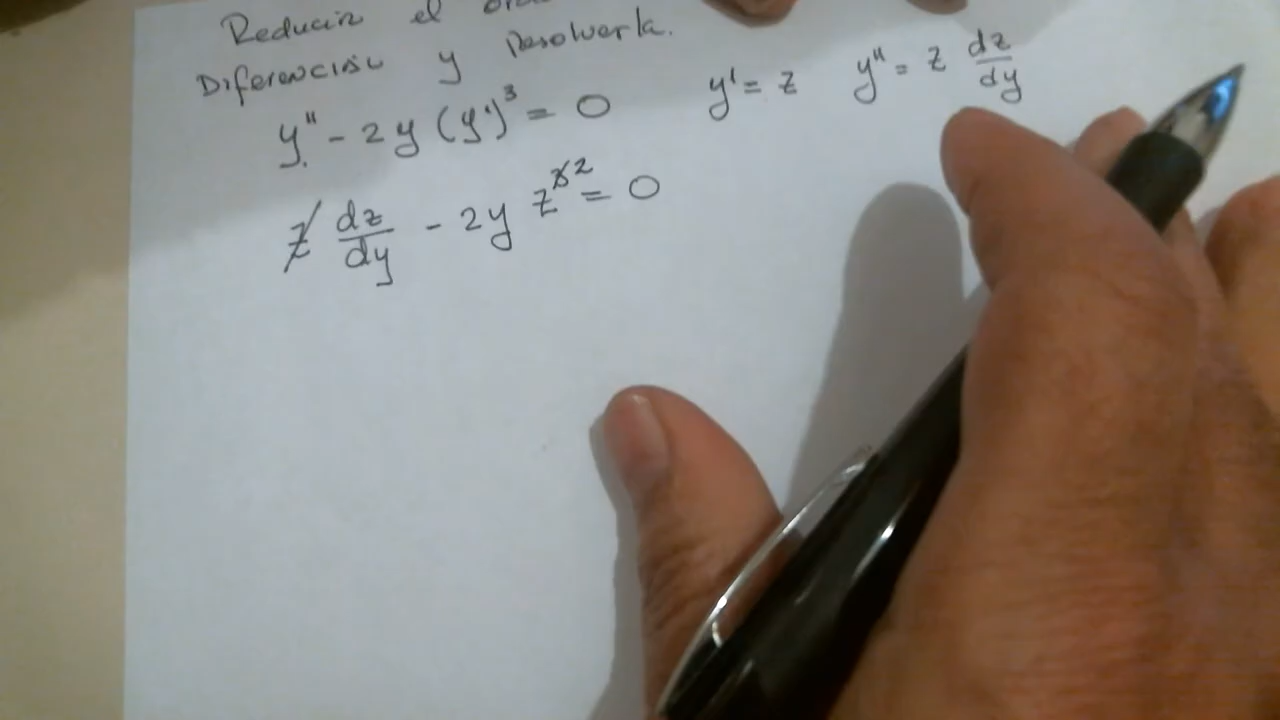 Reducir el
Diferencial y Resolverla.
y'' - 2y (y')³ = 0 y' = z y'' = z dz/dy
z dz/dy - 2y z³ ² = 0